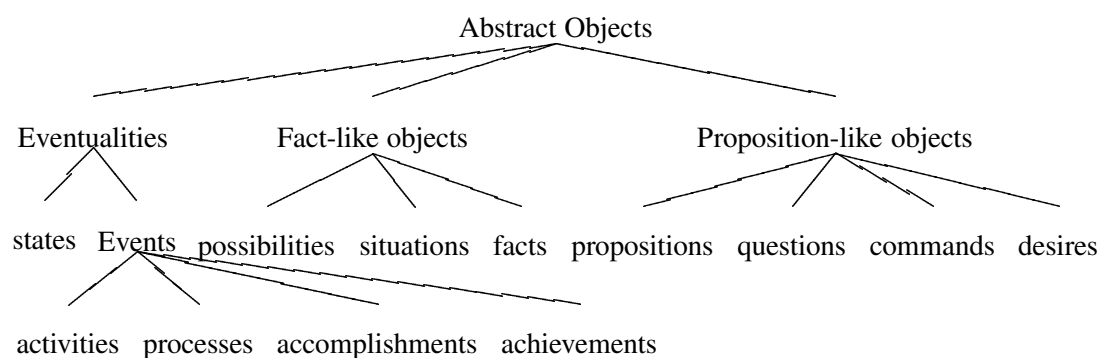 Abstract Objects
Eventualities Fact-like objects Proposition-like objects
states Events possibilities situations facts propositions questions commands desires
activities processes accomplishments achievements